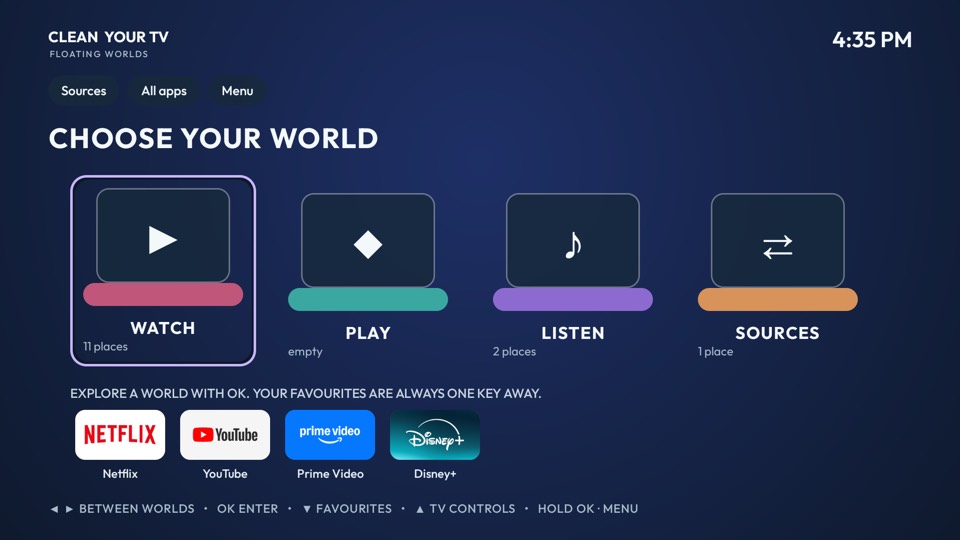 CLEAN YOUR TV
FLOATING WORLDS
4:35 PM
Sources
All apps
Menu
CHOOSE YOUR WORLD
WATCH
11 places
PLAY
empty
LISTEN
2 places
SOURCES
1 place
EXPLORE A WORLD WITH OK. YOUR FAVOURITES ARE ALWAYS ONE KEY AWAY.
NETFLIX
YouTube
prime video
Disney+
Netflix
YouTube
Prime Video
Disney+
◄ ► BETWEEN WORLDS • OK ENTER • ▼ FAVOURITES • ▲ TV CONTROLS • HOLD OK · MENU